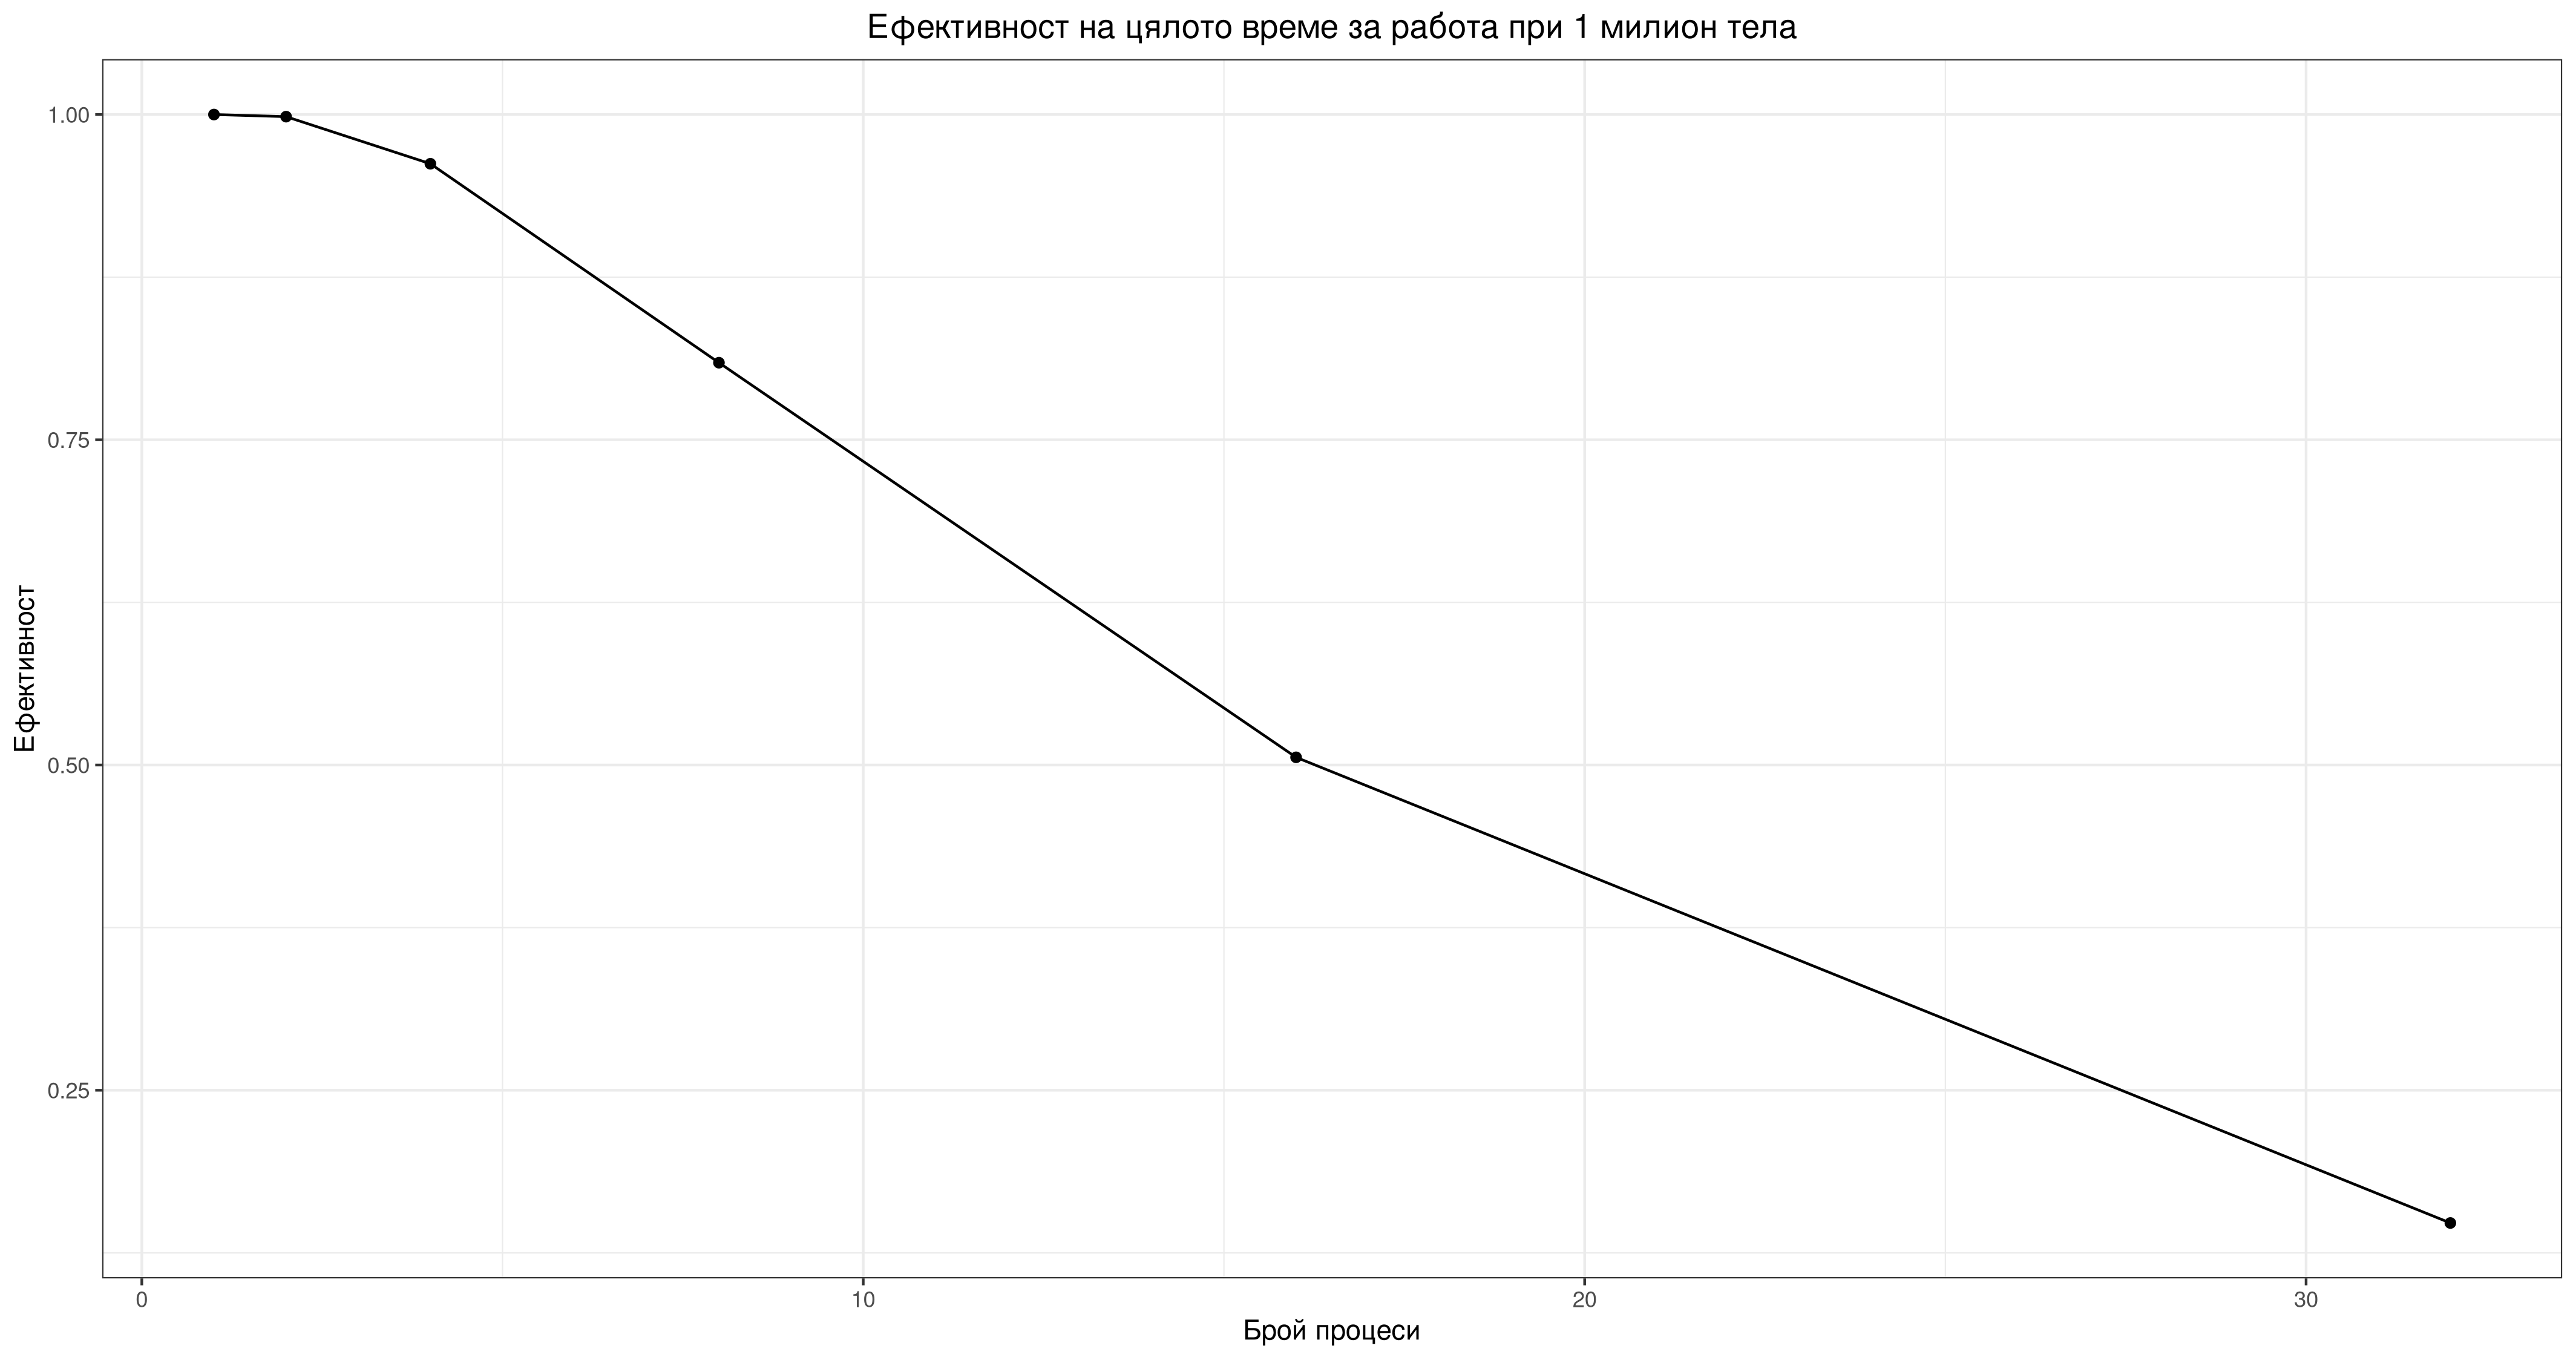 Ефективност на цялото време за работа при 1 милион тела
Ефективност
1.00
0.75
0.50
0.25
0
10
20
30
Брой процеси